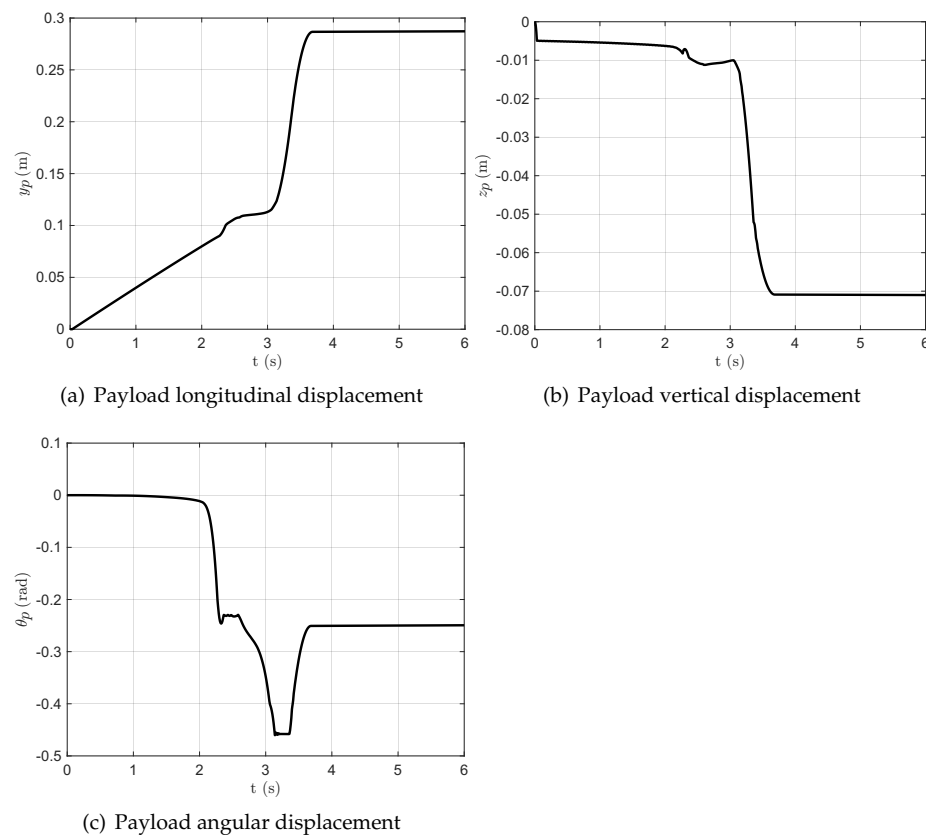 0.3
0.25
0.2
0.15
0.1
0.05
0
y_p (m)
0 1 2 3 4 5 6
t (s)
(a) Payload longitudinal displacement
0
-0.01
-0.02
-0.03
-0.04
-0.05
-0.06
-0.07
-0.08
z_p (m)
0 1 2 3 4 5 6
t (s)
(b) Payload vertical displacement
0.1
0
-0.1
-0.2
-0.3
-0.4
-0.5
θ_p (rad)
0 1 2 3 4 5 6
t (s)
(c) Payload angular displacement